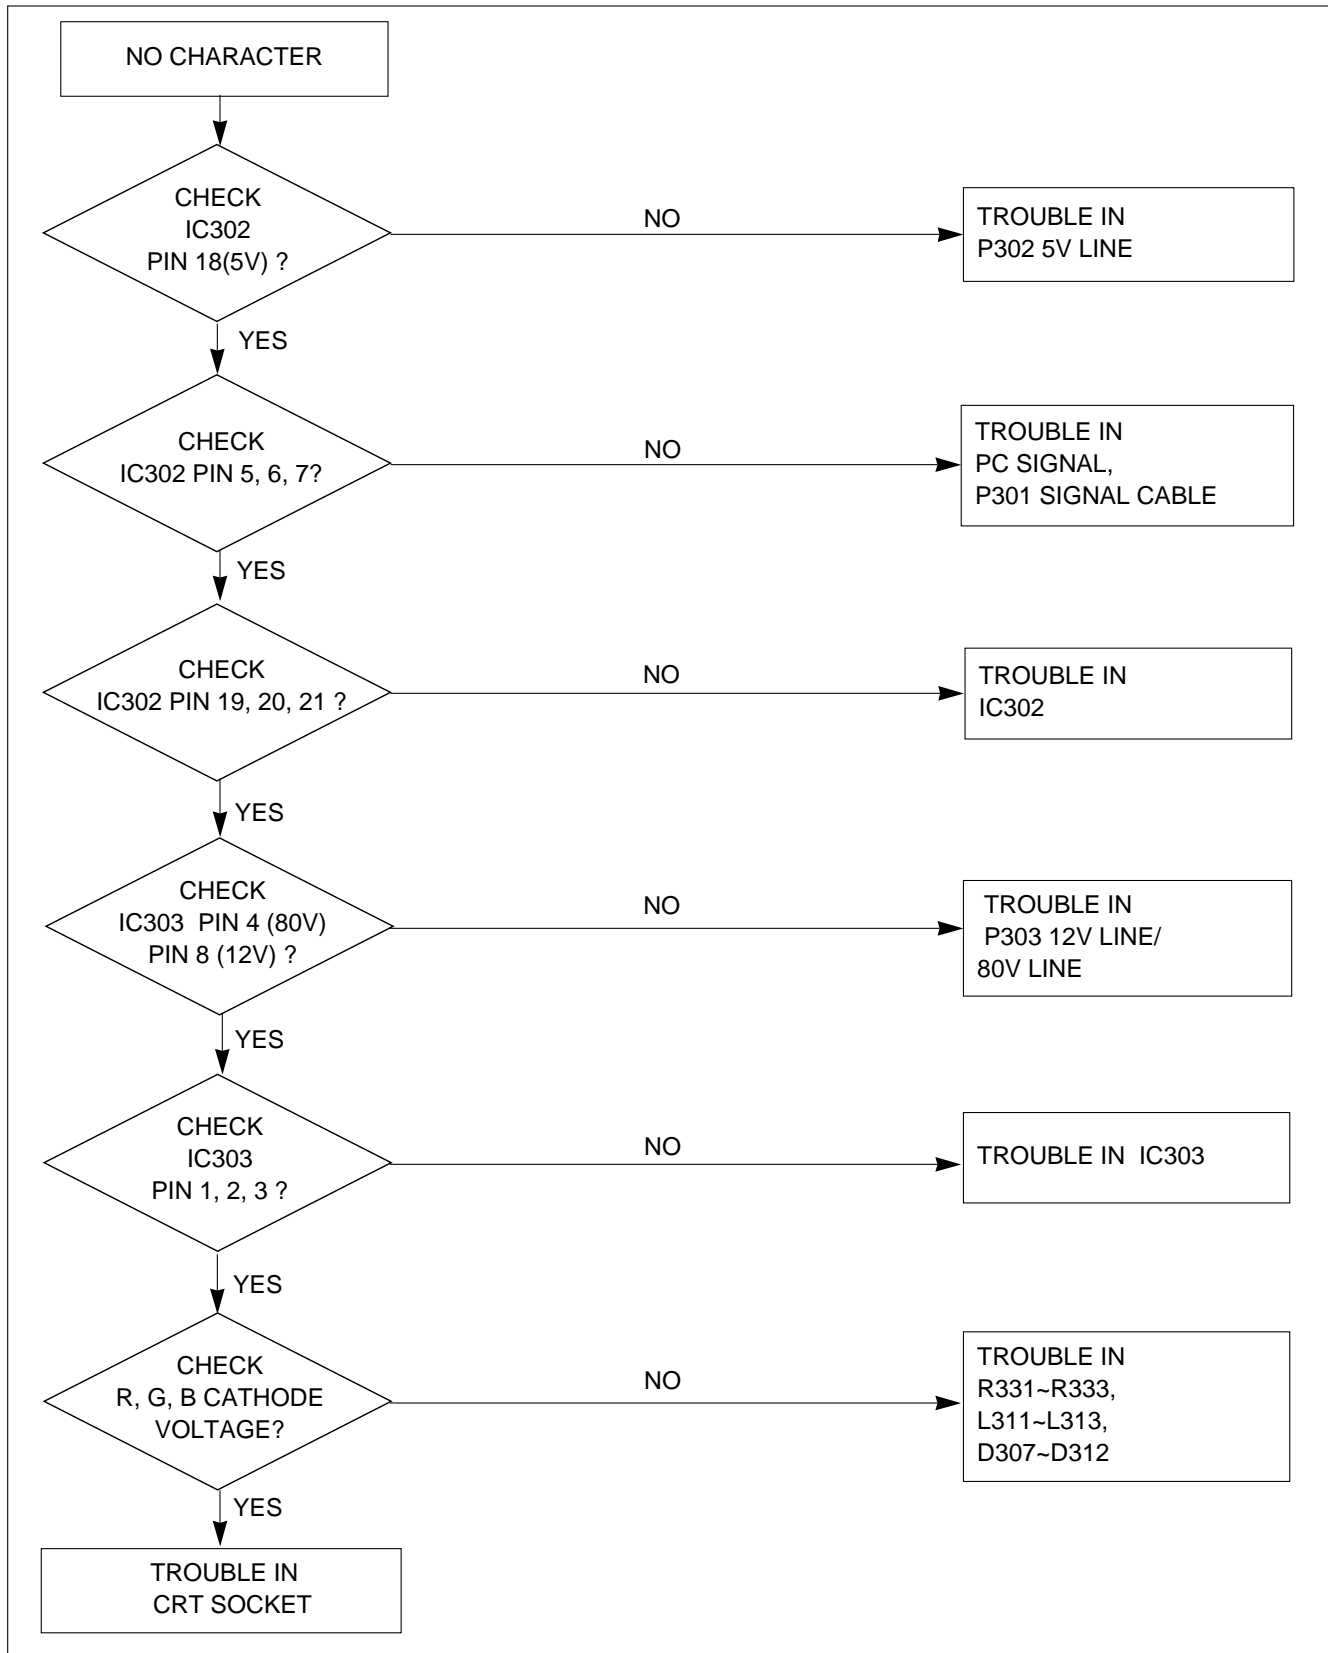 NO CHARACTER
CHECK
IC302
PIN 18(5V) ?
NO
TROUBLE IN
P302 5V LINE
YES
CHECK
IC302 PIN 5, 6, 7?
NO
TROUBLE IN
PC SIGNAL,
P301 SIGNAL CABLE
YES
CHECK
IC302 PIN 19, 20, 21 ?
NO
TROUBLE IN
IC302
YES
CHECK
IC303 PIN 4 (80V)
PIN 8 (12V) ?
NO
TROUBLE IN
P303 12V LINE/
80V LINE
YES
CHECK
IC303
PIN 1, 2, 3 ?
NO
TROUBLE IN IC303
YES
CHECK
R, G, B CATHODE
VOLTAGE?
NO
TROUBLE IN
R331~R333,
L311~L313,
D307~D312
YES
TROUBLE IN
CRT SOCKET